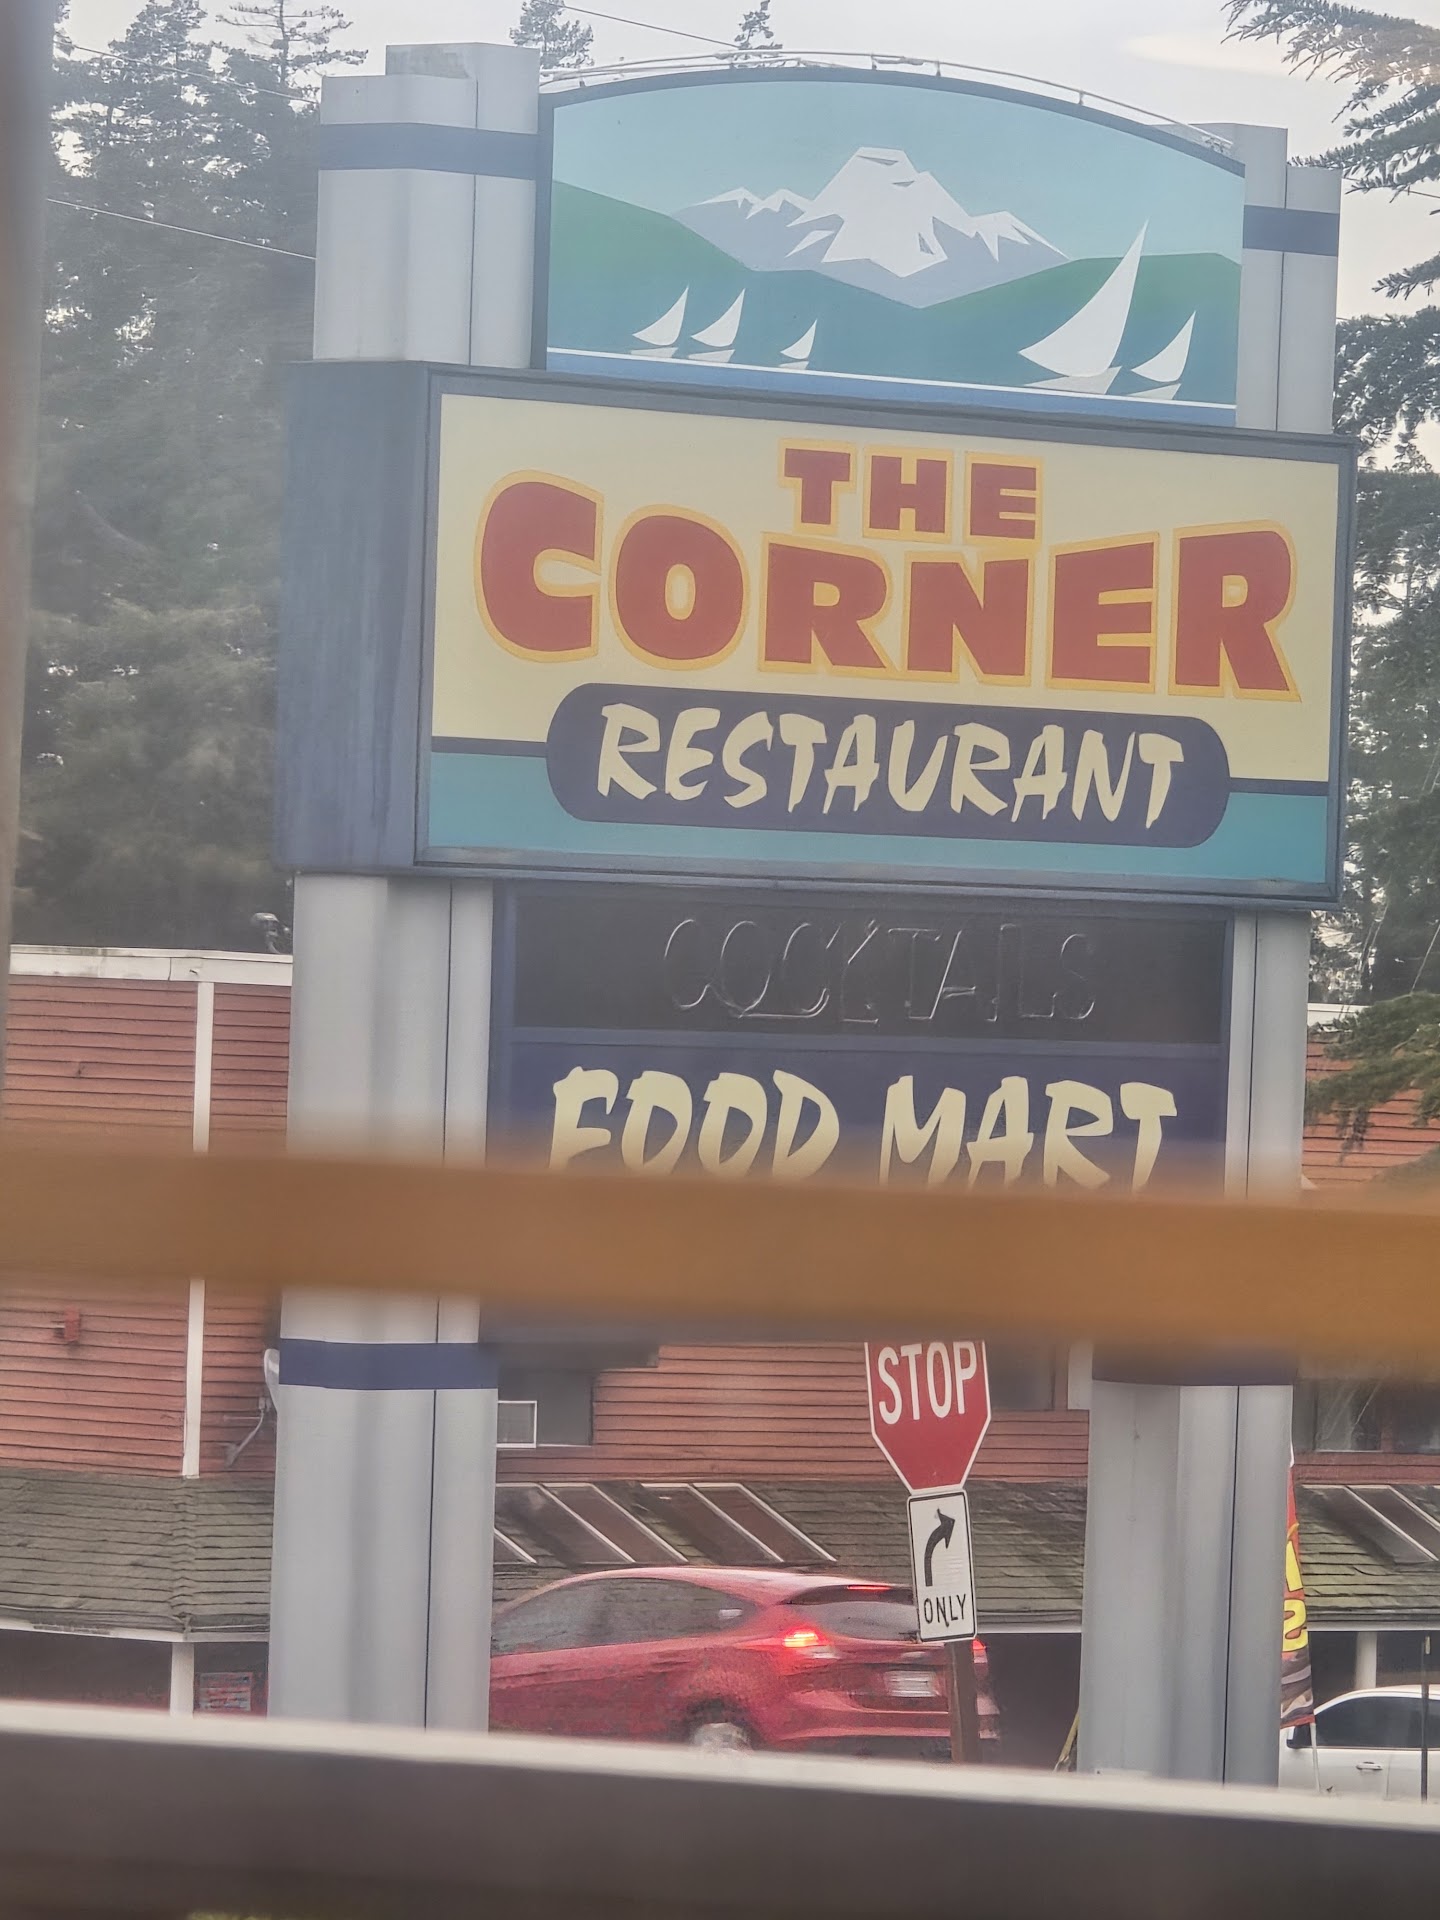 THE
CORNER
RESTAURANT
COCKTAILS
FOOD MART
STOP
ONLY